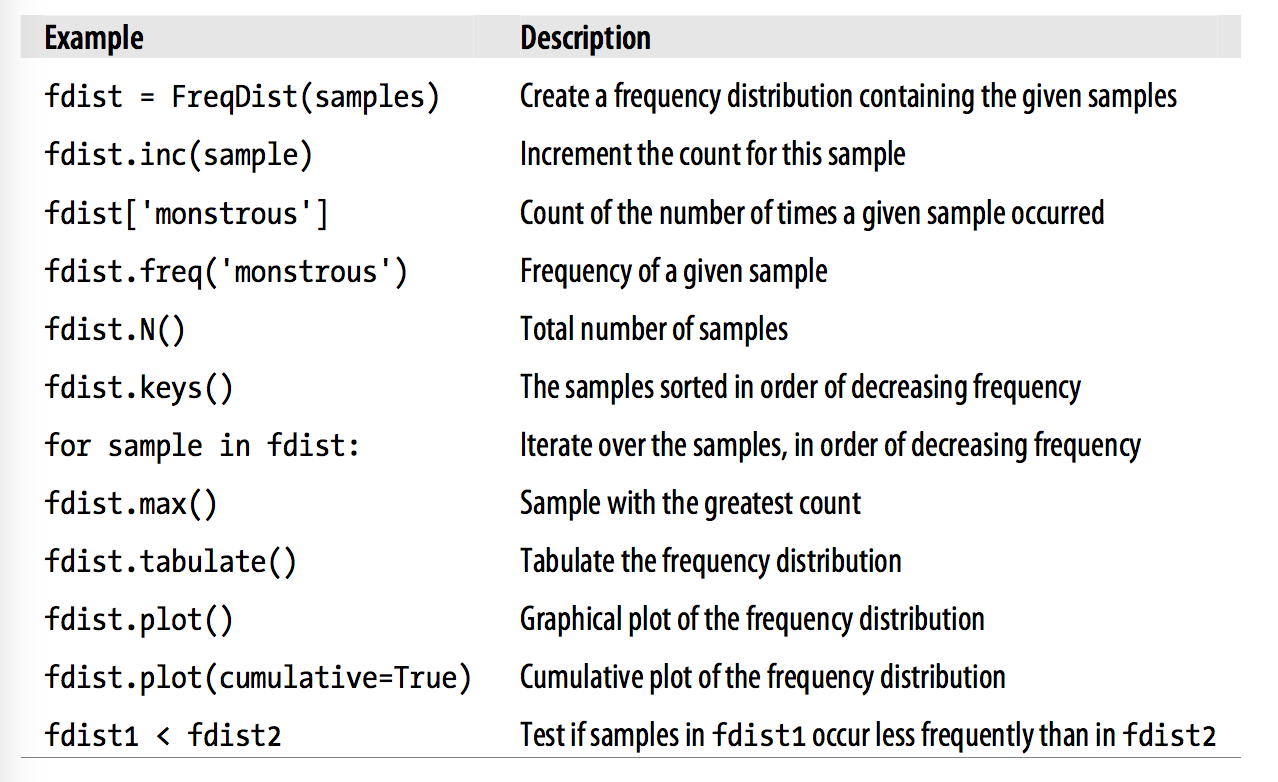 Example Description
fdist = FreqDist(samples) Create a frequency distribution containing the given samples
fdist.inc(sample) Increment the count for this sample
fdist['monstrous'] Count of the number of times a given sample occurred
fdist.freq('monstrous') Frequency of a given sample
fdist.N() Total number of samples
fdist.keys() The samples sorted in order of decreasing frequency
for sample in fdist: Iterate over the samples, in order of decreasing frequency
fdist.max() Sample with the greatest count
fdist.tabulate() Tabulate the frequency distribution
fdist.plot() Graphical plot of the frequency distribution
fdist.plot(cumulative=True) Cumulative plot of the frequency distribution
fdist1 < fdist2 Test if samples in fdist1 occur less frequently than in fdist2